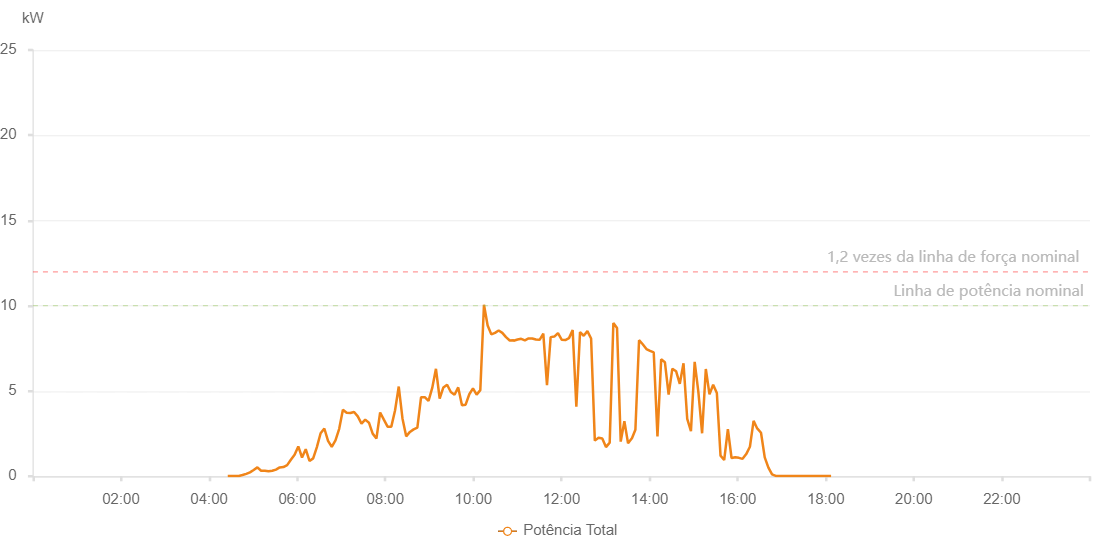 kW
25
20
15
1,2 vezes da linha de força nominal
Linha de potência nominal
10
5
0
02:00 04:00 06:00 08:00 10:00 12:00 14:00 16:00 18:00 20:00 22:00
Potência Total